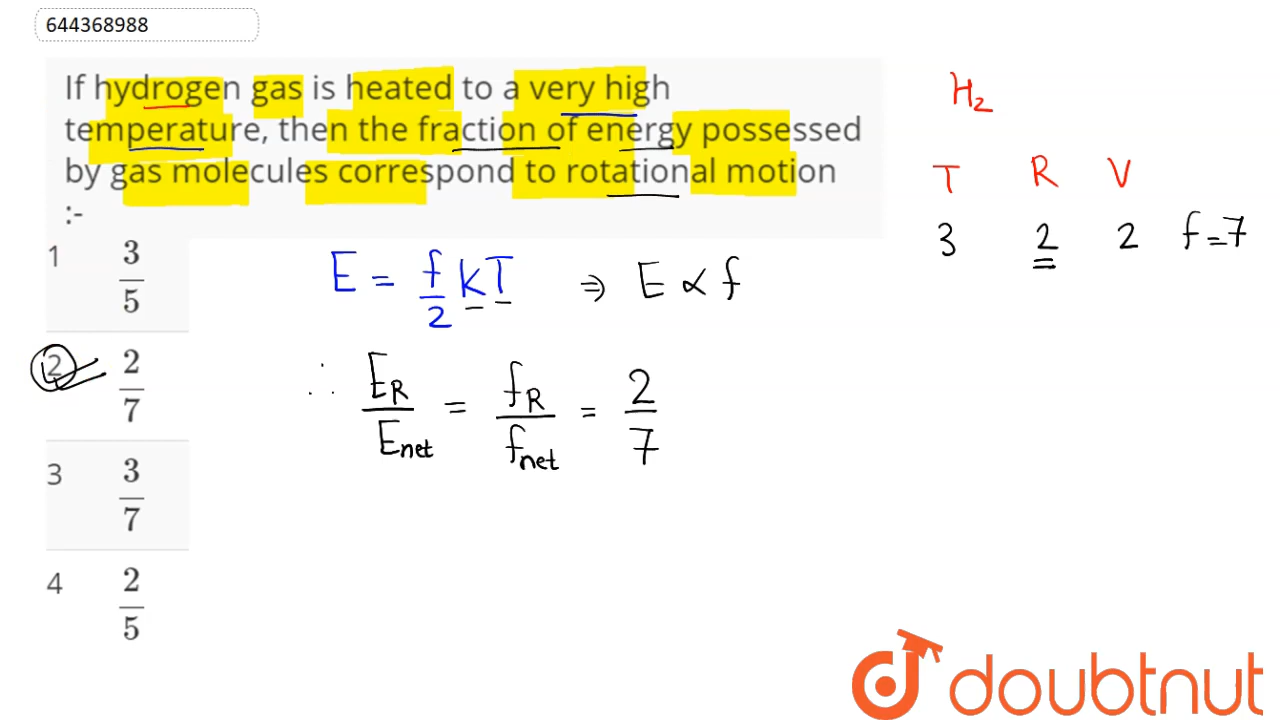 644368988
If hydrogen gas is heated to a very high
temperature, then the fraction of energy possessed
by gas molecules correspond to rotational motion
:-
1 3/5
2 2/7
3 3/7
4 2/5
H₂
T R V
3 2 2 f=7
E = f/2 kT ⇒ E ∝ f
∴ E_R/E_net = f_R/f_net = 2/7
doubtnut